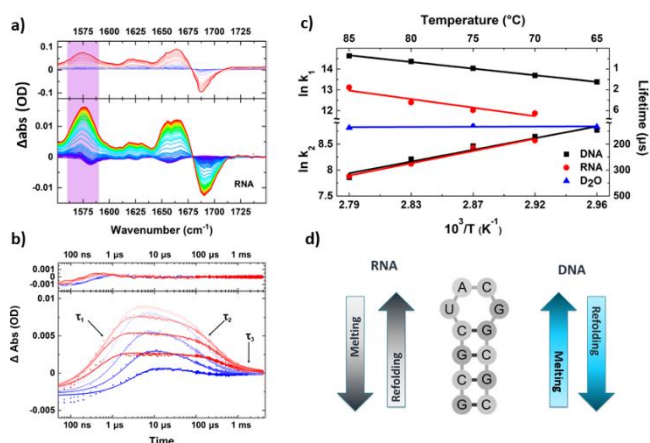 a)
1575 1600 1625 1650 1675 1700 1725
0.1
0.0
Δabs (OD)
0.01
0.00
-0.01
RNA
1575 1600 1625 1650 1675 1700 1725
Wavenumber (cm-1)
b)
100 ns 1 µs 10 µs 100 µs 1 ms
0.001
0.000
-0.001
0.010
0.005
0.000
-0.005
Δ Abs (OD)
τ1
τ2
τ3
100 ns 1 µs 10 µs 100 µs 1 ms
Time
c)
Temperature (°C)
85 80 75 70 65
ln k1
14
13
12
1
2
6
Lifetime (µs)
ln k2
8.5
8.0
7.5
100
200
300
500
DNA
RNA
D2O
2.79 2.83 2.87 2.92 2.96
10³/T (K-1)
d)
RNA
DNA
Melting
Refolding
Melting
Refolding
A C
U G
C G
G C
C G
G C